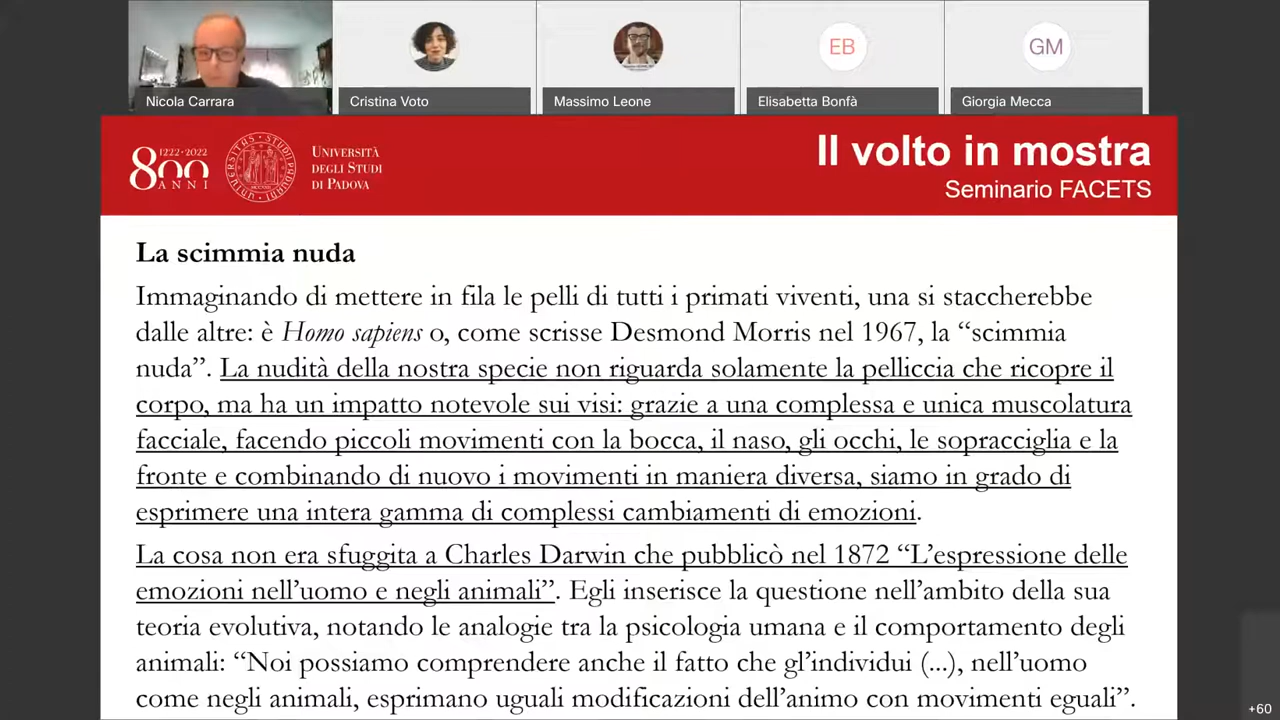 Nicola Carrara
Cristina Voto
Massimo Leone
EB
Elisabetta Bonfà
GM
Giorgia Mecca
1222·2022
800
ANNI
UNIVERSITÀ
DEGLI STUDI
DI PADOVA
Il volto in mostra
Seminario FACETS
La scimmia nuda
Immaginando di mettere in fila le pelli di tutti i primati viventi, una si staccherebbe
dalle altre: è Homo sapiens o, come scrisse Desmond Morris nel 1967, la “scimmia
nuda”. La nudità della nostra specie non riguarda solamente la pelliccia che ricopre il
corpo, ma ha un impatto notevole sui visi: grazie a una complessa e unica muscolatura
facciale, facendo piccoli movimenti con la bocca, il naso, gli occhi, le sopracciglia e la
fronte e combinando di nuovo i movimenti in maniera diversa, siamo in grado di
esprimere una intera gamma di complessi cambiamenti di emozioni.
La cosa non era sfuggita a Charles Darwin che pubblicò nel 1872 “L’espressione delle
emozioni nell’uomo e negli animali”. Egli inserisce la questione nell’ambito della sua
teoria evolutiva, notando le analogie tra la psicologia umana e il comportamento degli
animali: “Noi possiamo comprendere anche il fatto che gl’individui (...), nell’uomo
come negli animali, esprimano uguali modificazioni dell’animo con movimenti eguali”.
+60